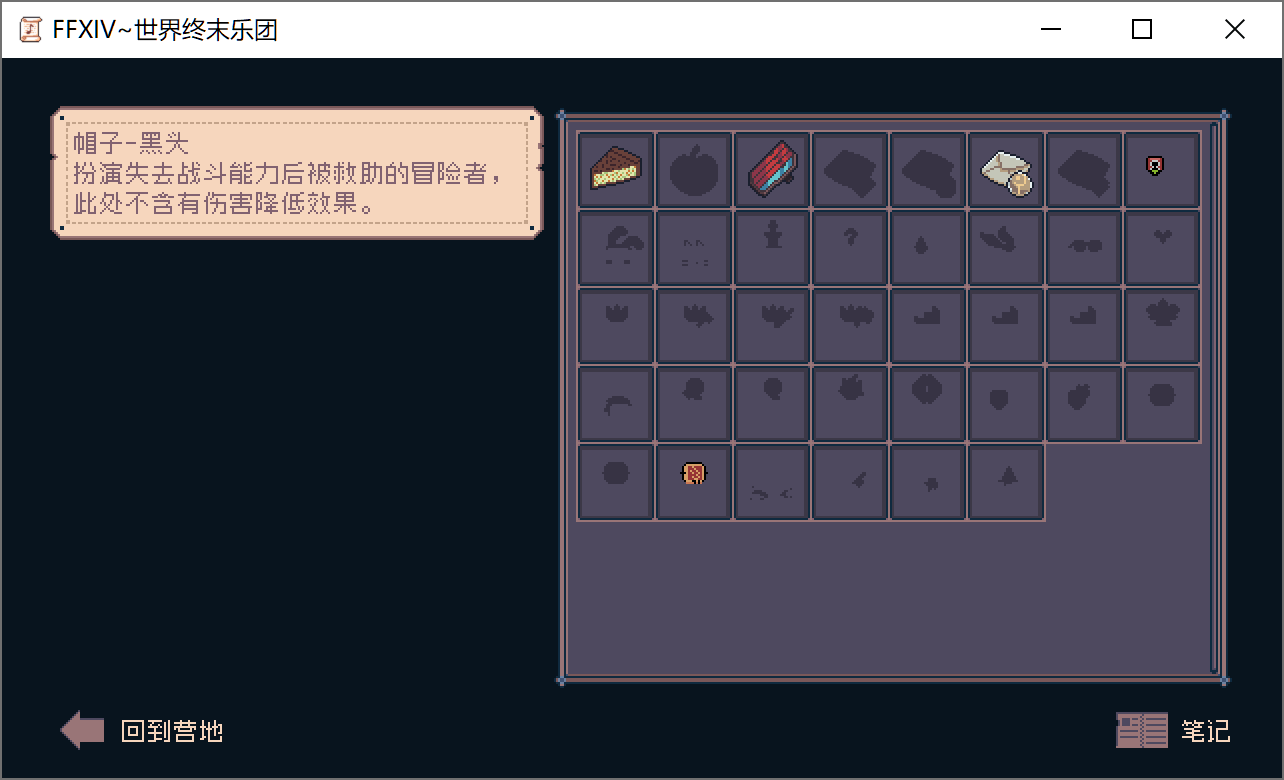 FFXIV~世界终末乐团
帽子-黑头
扮演失去战斗能力后被救助的冒险者，
此处不含有伤害降低效果。
回到营地
笔记